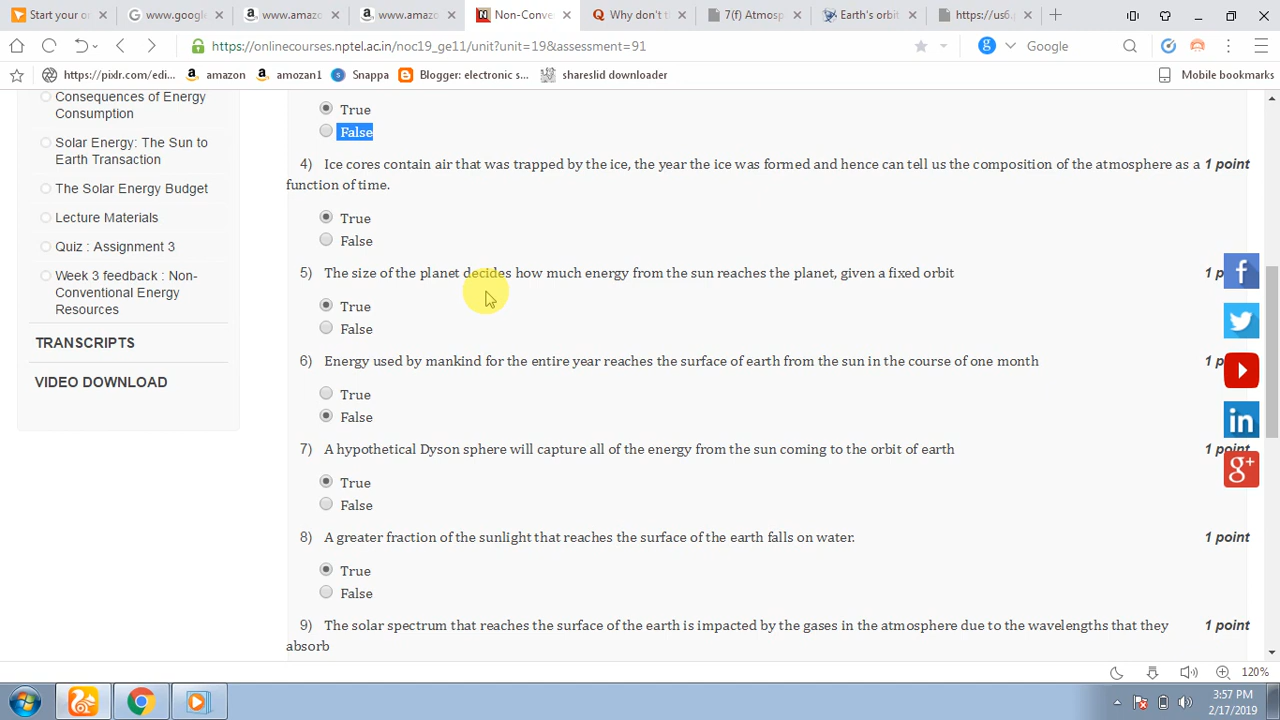 Start your or
www.googl
www.amaz
www.amaz
Non-Conve
Why don't t
7(f) Atmosp
Earth's orbit
https://us6.
https://onlinecourses.nptel.ac.in/noc19_ge11/unit?unit=19&assessment=91
Google
https://pixlr.com/edi...
amazon
amozan1
Snappa
Blogger: electronic s...
shareslid downloader
Mobile bookmarks
Consequences of Energy
Consumption
Solar Energy: The Sun to
Earth Transaction
The Solar Energy Budget
Lecture Materials
Quiz : Assignment 3
Week 3 feedback : Non-
Conventional Energy
Resources
TRANSCRIPTS
VIDEO DOWNLOAD
True
False
4) Ice cores contain air that was trapped by the ice, the year the ice was formed and hence can tell us the composition of the atmosphere as a 1 point
function of time.
True
False
5) The size of the planet decides how much energy from the sun reaches the planet, given a fixed orbit 1 p
True
False
6) Energy used by mankind for the entire year reaches the surface of earth from the sun in the course of one month 1 p
True
False
7) A hypothetical Dyson sphere will capture all of the energy from the sun coming to the orbit of earth 1 point
True
False
8) A greater fraction of the sunlight that reaches the surface of the earth falls on water. 1 point
True
False
9) The solar spectrum that reaches the surface of the earth is impacted by the gases in the atmosphere due to the wavelengths that they 1 point
absorb
120%
3:57 PM
2/17/2019